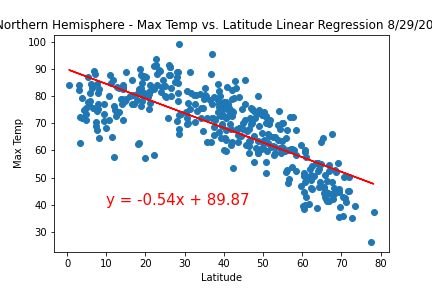 Northern Hemisphere - Max Temp vs. Latitude Linear Regression 8/29/20
100
90
80
70
60
50
40
30
Max Temp
y = -0.54x + 89.87
0 10 20 30 40 50 60 70 80
Latitude